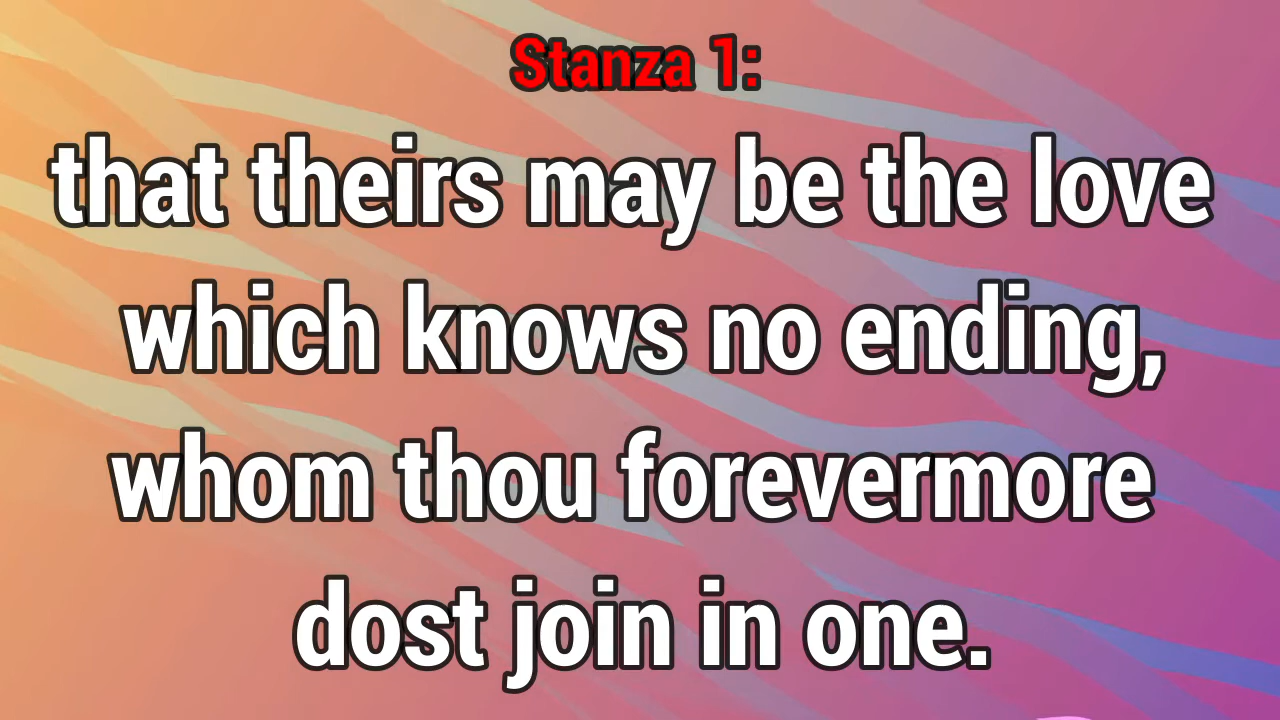 Stanza 1:
that theirs may be the love
which knows no ending,
whom thou forevermore
dost join in one.